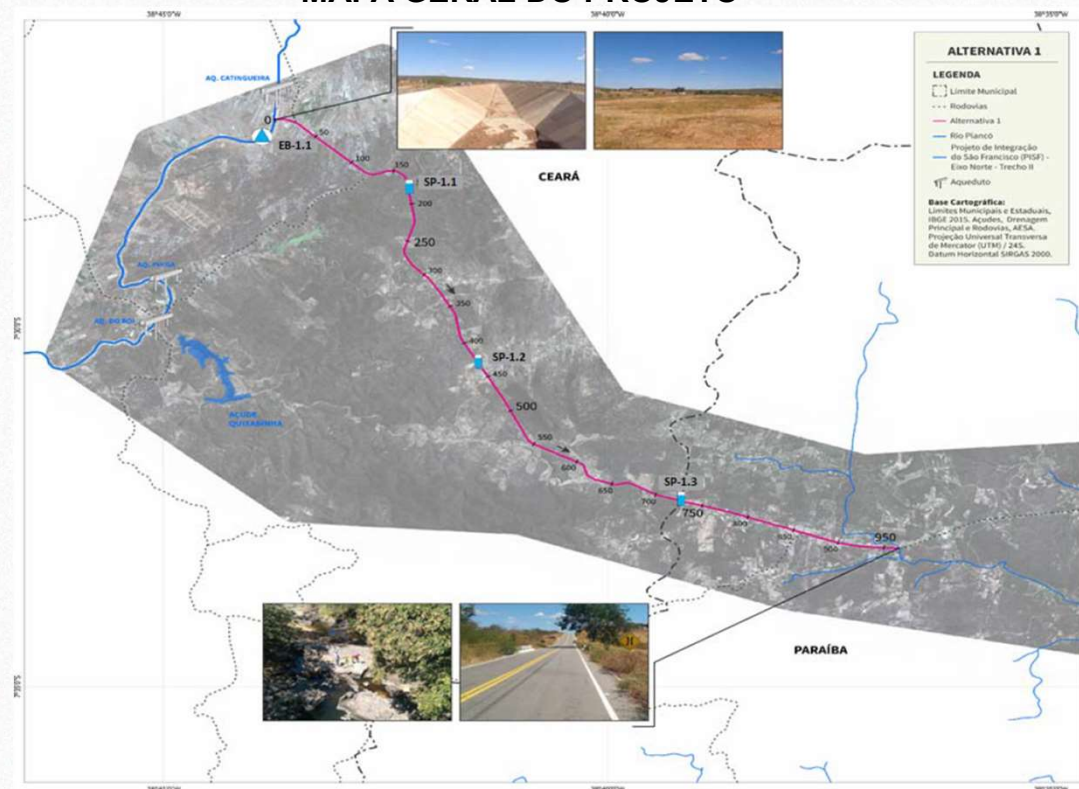 MAPA GERAL DO PROJETO
38°45'0"W
38°40'0"W
38°35'0"W
AQ. CATINGUEIRA
0
EB-1.1
50
100
150
SP-1.1
200
250
300
350
400
SP-1.2
450
500
550
600
650
700
SP-1.3
750
800
850
900
950
CEARÁ
PARAÍBA
AÇUDE
QUIXABINHA
ALTERNATIVA 1
LEGENDA
Limite Municipal
Rodovias
Alternativa 1
Rio Piancó
Projeto de Integração
do São Francisco (PISF) -
Eixo Norte - Trecho II
Aqueduto
Base Cartográfica:
Limites Municipais e Estaduais,
IBGE 2015. Açudes, Drenagem
Principal e Rodovias, AESA.
Projeção Universal Transversa
de Mercator (UTM) / 24S.
Datum Horizontal SIRGAS 2000.